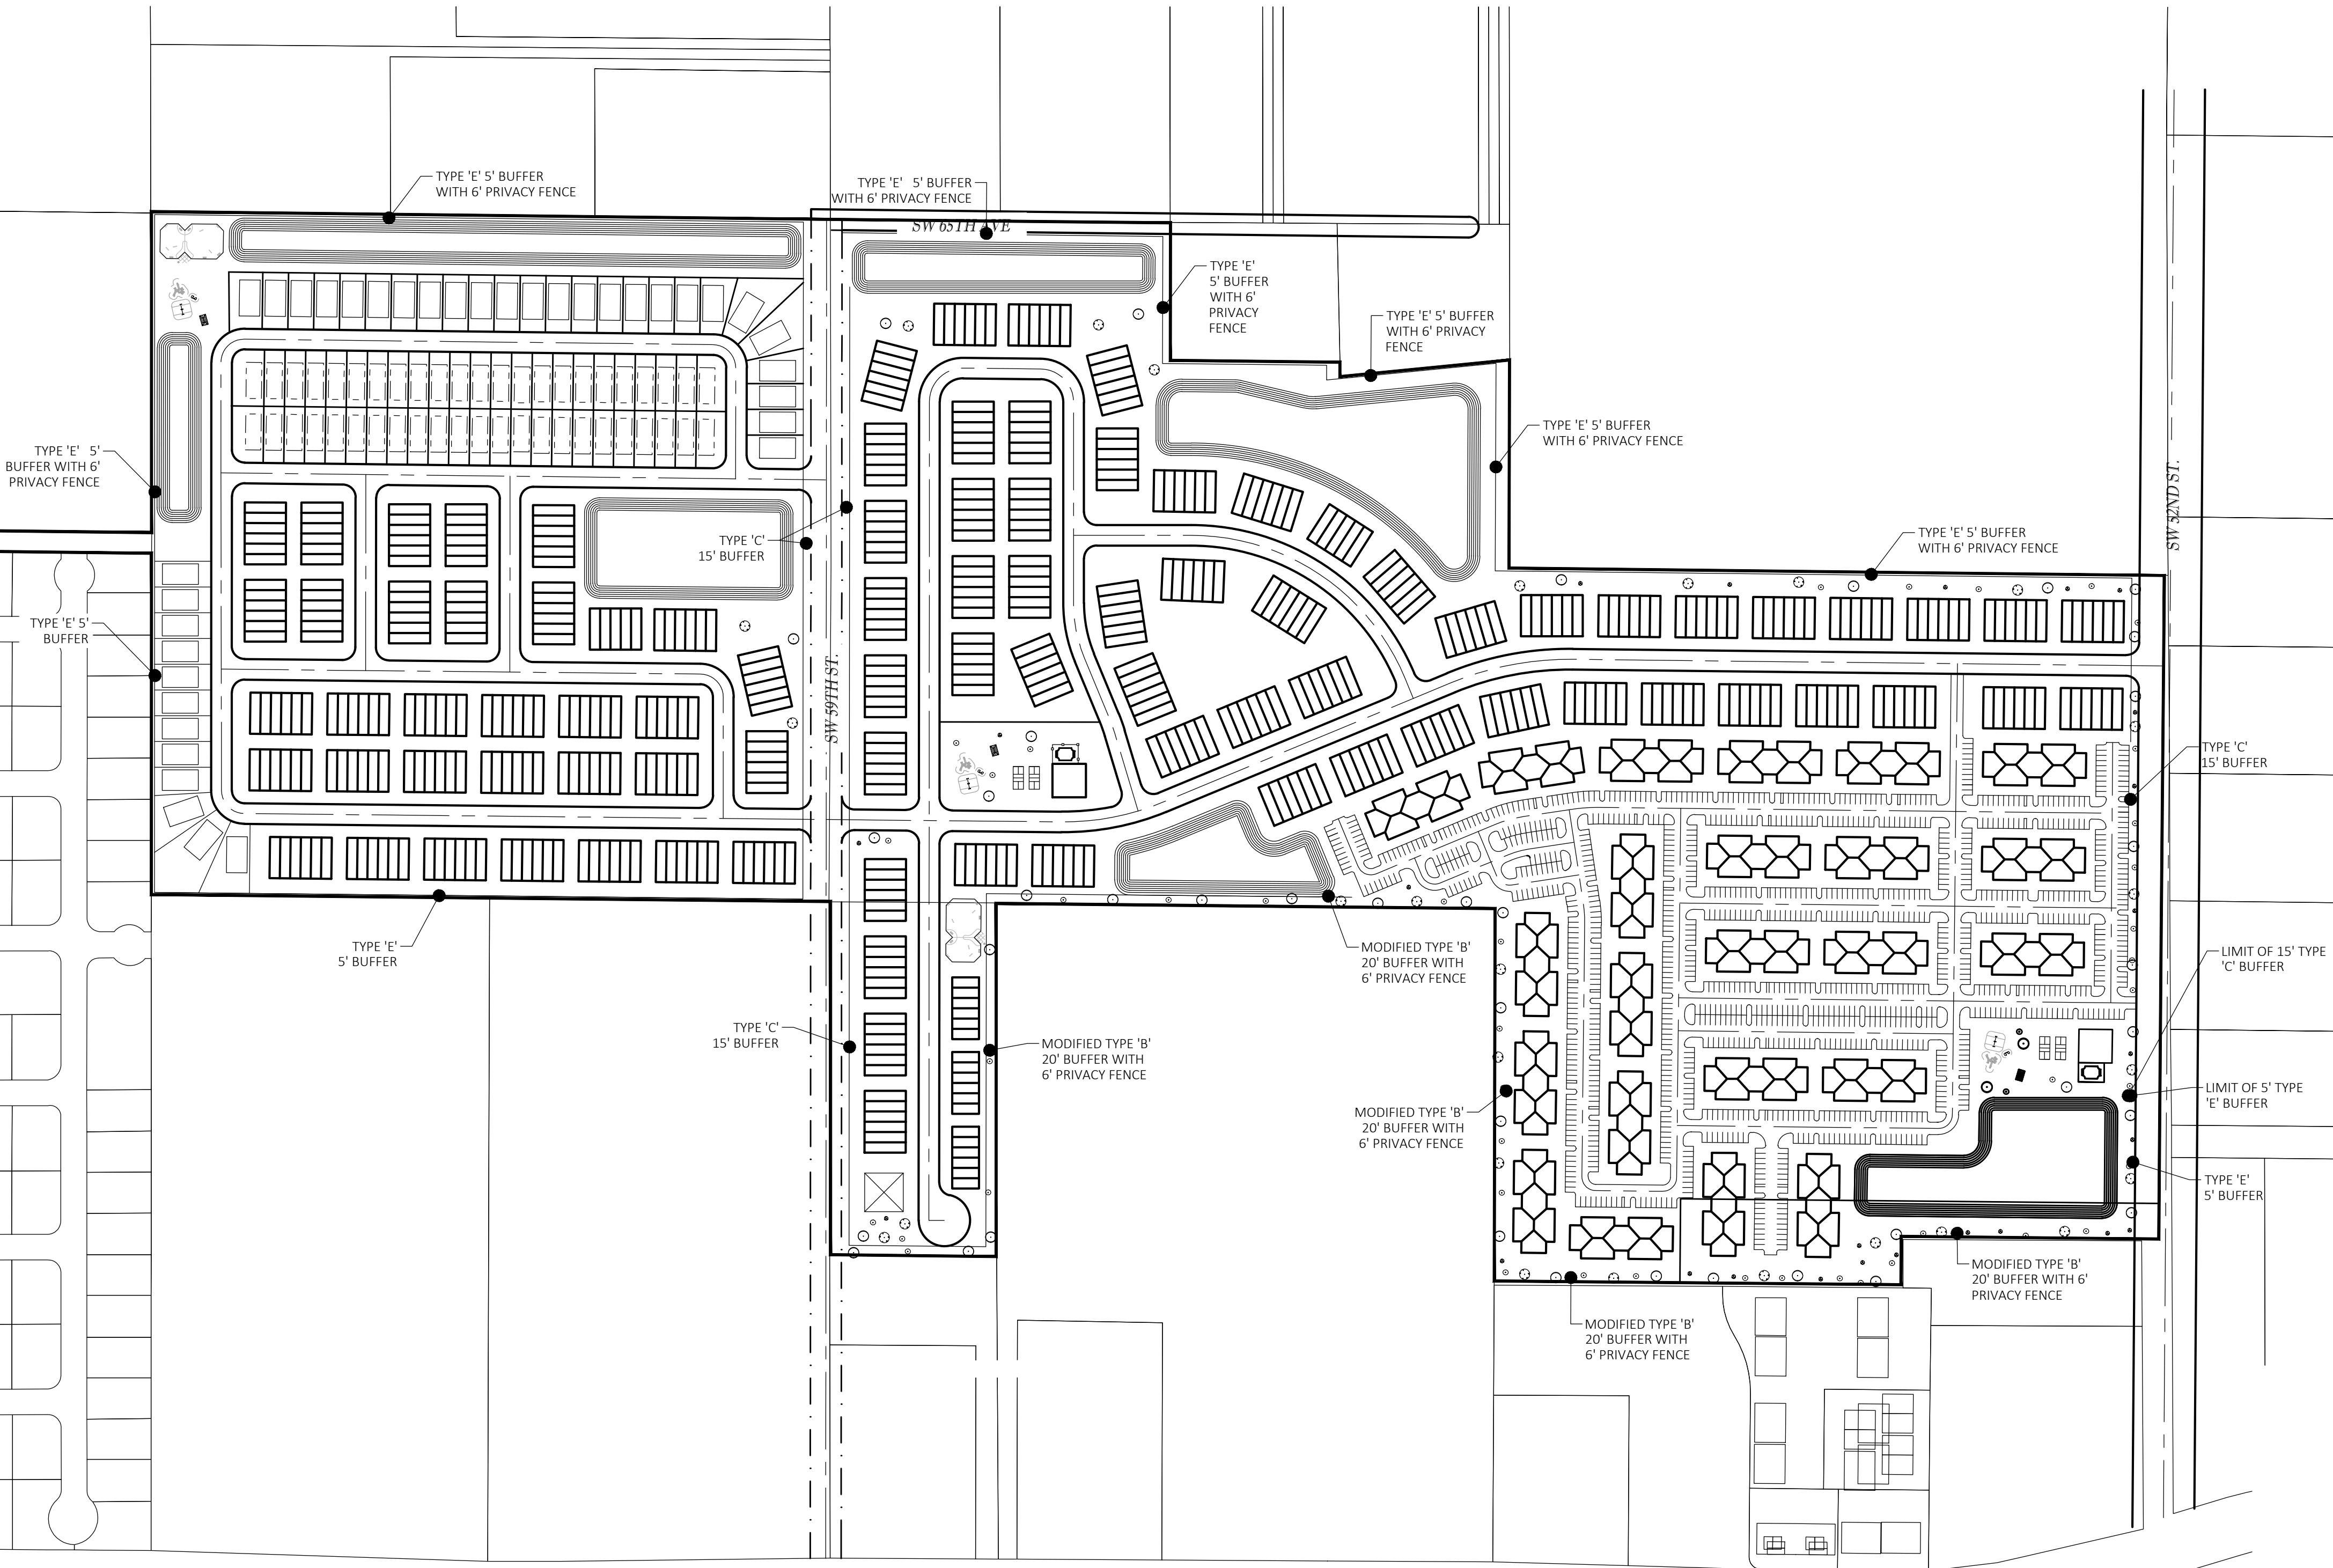 TYPE 'E' 5' BUFFER
WITH 6' PRIVACY FENCE
TYPE 'E' 5' BUFFER
WITH 6' PRIVACY FENCE
SW 65TH AVE
TYPE 'E'
5' BUFFER
WITH 6'
PRIVACY
FENCE
TYPE 'E' 5' BUFFER
WITH 6' PRIVACY
FENCE
TYPE 'E' 5' BUFFER
WITH 6' PRIVACY FENCE
TYPE 'E' 5'
BUFFER WITH 6'
PRIVACY FENCE
SW 52ND ST.
TYPE 'C'
15' BUFFER
TYPE 'E' 5' BUFFER
WITH 6' PRIVACY FENCE
TYPE 'E' 5'
BUFFER
SW 59TH ST.
TYPE 'C'
15' BUFFER
TYPE 'E'
5' BUFFER
MODIFIED TYPE 'B'
20' BUFFER WITH
6' PRIVACY FENCE
LIMIT OF 15' TYPE
'C' BUFFER
TYPE 'C'
15' BUFFER
MODIFIED TYPE 'B'
20' BUFFER WITH
6' PRIVACY FENCE
MODIFIED TYPE 'B'
20' BUFFER WITH
6' PRIVACY FENCE
LIMIT OF 5' TYPE
'E' BUFFER
TYPE 'E'
5' BUFFER
MODIFIED TYPE 'B'
20' BUFFER WITH 6'
PRIVACY FENCE
MODIFIED TYPE 'B'
20' BUFFER WITH
6' PRIVACY FENCE